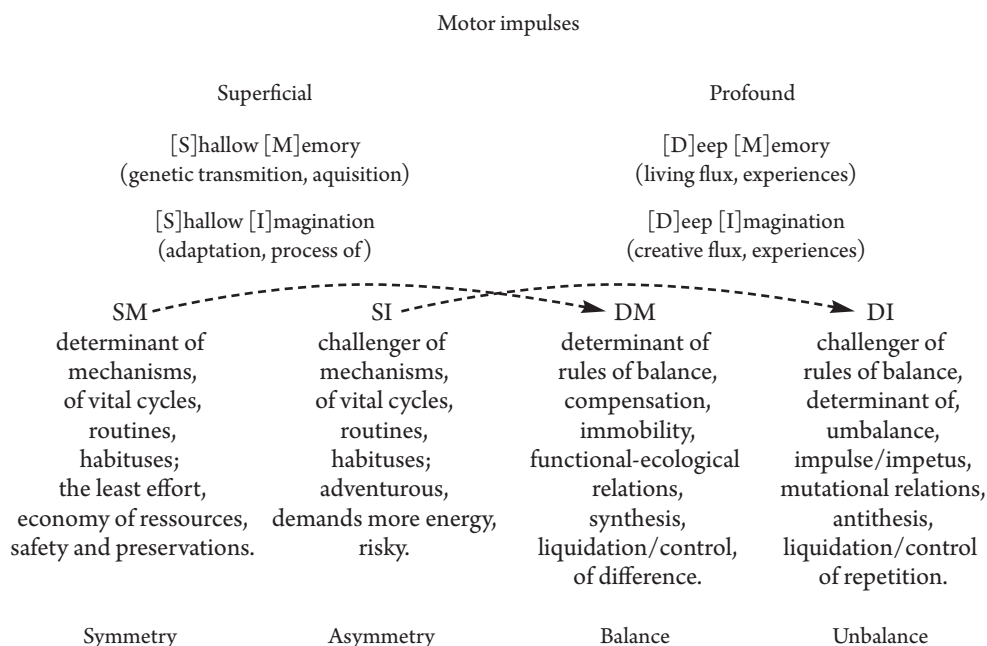 Motor impulses
Superficial
Profound
[S]hallow [M]emory
(genetic transmition, aquisition)
[D]eep [M]emory
(living flux, experiences)
[S]hallow [I]magination
(adaptation, process of)
[D]eep [I]magination
(creative flux, experiences)
SM
determinant of
mechanisms,
of vital cycles,
routines,
habituses;
the least effort,
economy of ressources,
safety and preservations.
SI
challenger of
mechanisms,
of vital cycles,
routines,
habituses;
adventurous,
demands more energy,
risky.
DM
determinant of
rules of balance,
compensation,
immobility,
functional-ecological
relations,
synthesis,
liquidation/control,
of difference.
DI
challenger of
rules of balance,
determinant of,
umbalance,
impulse/impetus,
mutational relations,
antithesis,
liquidation/control
of repetition.
Symmetry
Asymmetry
Balance
Unbalance